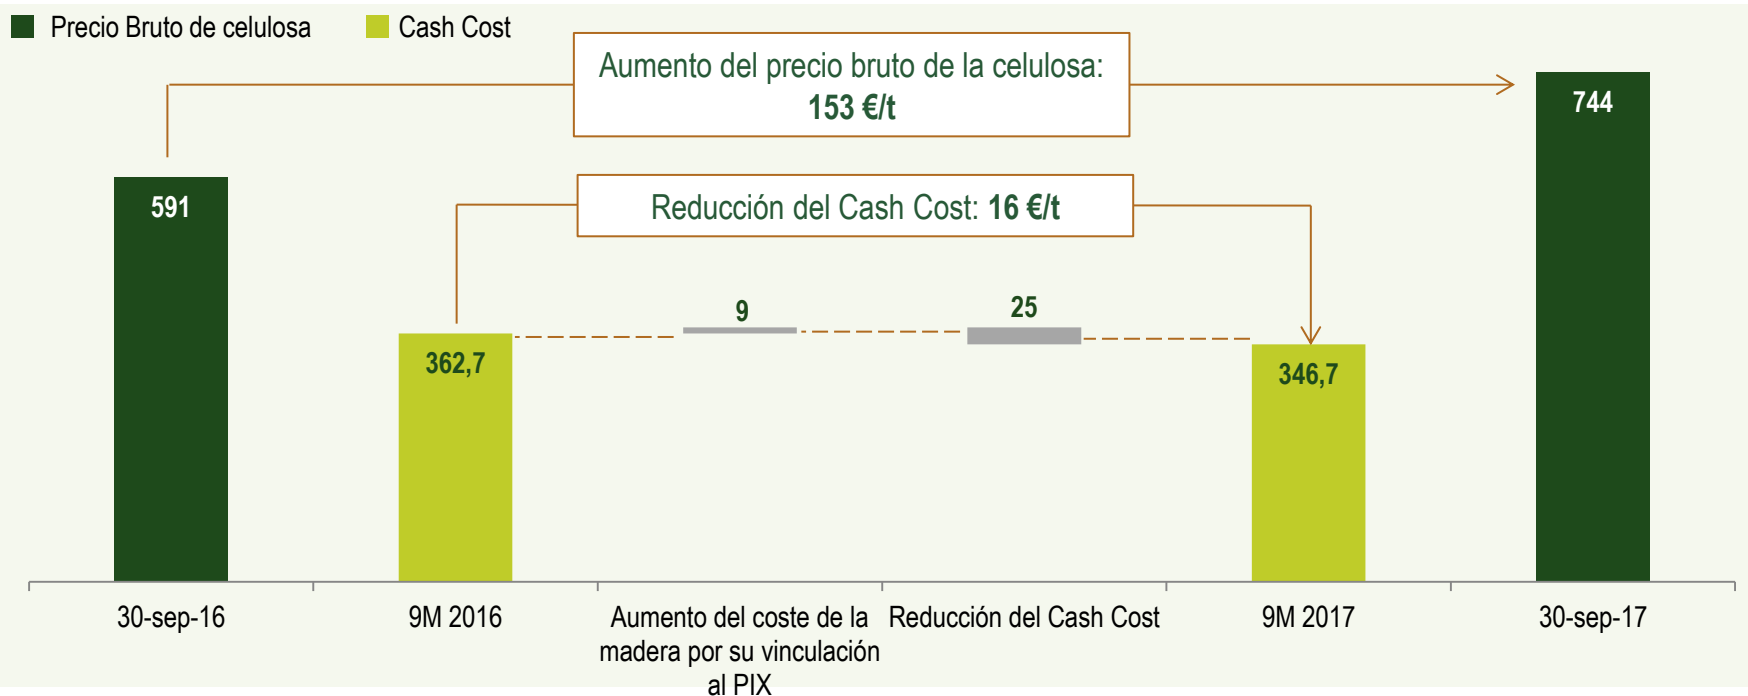 Precio Bruto de celulosa
Cash Cost
Aumento del precio bruto de la celulosa:
153 €/t
744
591
Reducción del Cash Cost: 16 €/t
9
25
362,7
346,7
30-sep-16
9M 2016
Aumento del coste de la
madera por su vinculación
al PIX
Reducción del Cash Cost
9M 2017
30-sep-17